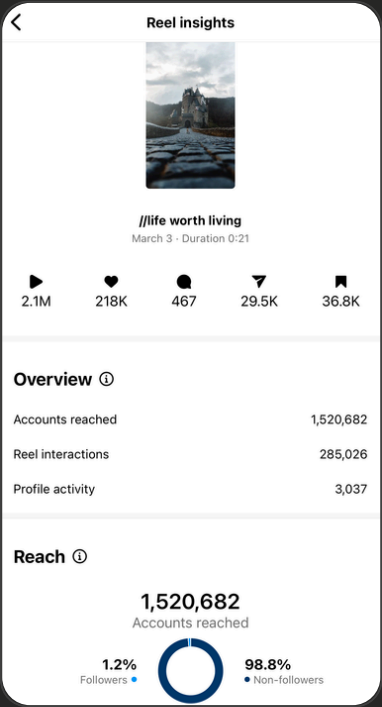 Reel insights
//life worth living
March 3 · Duration 0:21
2.1M 218K 467 29.5K 36.8K
Overview
Accounts reached 1,520,682
Reel interactions 285,026
Profile activity 3,037
Reach
1,520,682
Accounts reached
1.2% 98.8%
Followers Non-followers